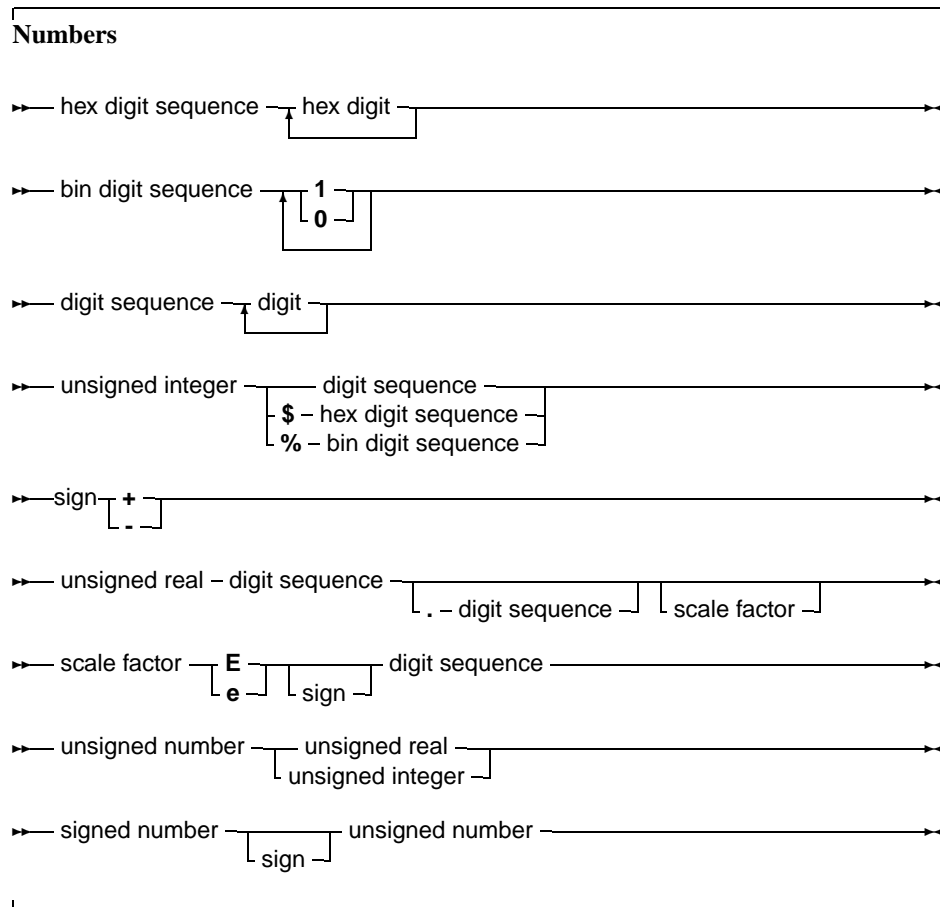 Numbers
hex digit sequence hex digit
bin digit sequence 1
0
digit sequence digit
unsigned integer digit sequence
$ hex digit sequence
% bin digit sequence
sign +
-
unsigned real digit sequence
. digit sequence scale factor
scale factor E digit sequence
e sign
unsigned number unsigned real
unsigned integer
signed number unsigned number
sign